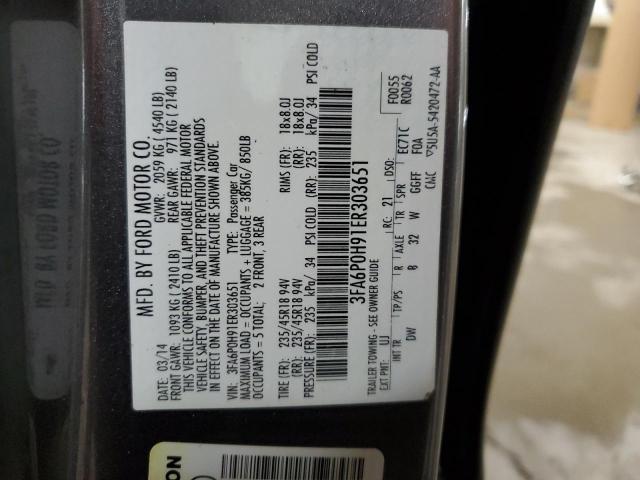 MFD. BY FORD MOTOR CO.
DATE: 03/14 GVWR: 2059 KG ( 4540 LB)
FRONT GAWR: 1093 KG ( 2410 LB) REAR GAWR: 971 KG ( 2140 LB)
THIS VEHICLE CONFORMS TO ALL APPLICABLE FEDERAL MOTOR
VEHICLE SAFETY, BUMPER, AND THEFT PREVENTION STANDARDS
IN EFFECT ON THE DATE OF MANUFACTURE SHOWN ABOVE.
VIN: 3FA6P0H91ER303651 TYPE: Passenger Car
MAXIMUM LOAD = OCCUPANTS + LUGGAGE = 385KG/ 850LB
OCCUPANTS = 5 TOTAL: 2 FRONT, 3 REAR
TIRE (FR): 235/45R18 94V RIMS (FR): 18x8.0J
(RR): 235/45R18 94V (RR): 18x8.0J
PRESSURE (FR): 235 kPa/ 34 PSI COLD (RR): 235 kPa/ 34 PSI COLD
3FA6P0H91ER303651
F0055
R0062
TRAILER TOWING - SEE OWNER GUIDE
EXT PNT: UJ RC: 21 DSO: EC71C
INT TR TP/PS R AXLE TR SPR FOA
DW 8 32 W GGFF
CMC 5U5A-5420472-AA
ION